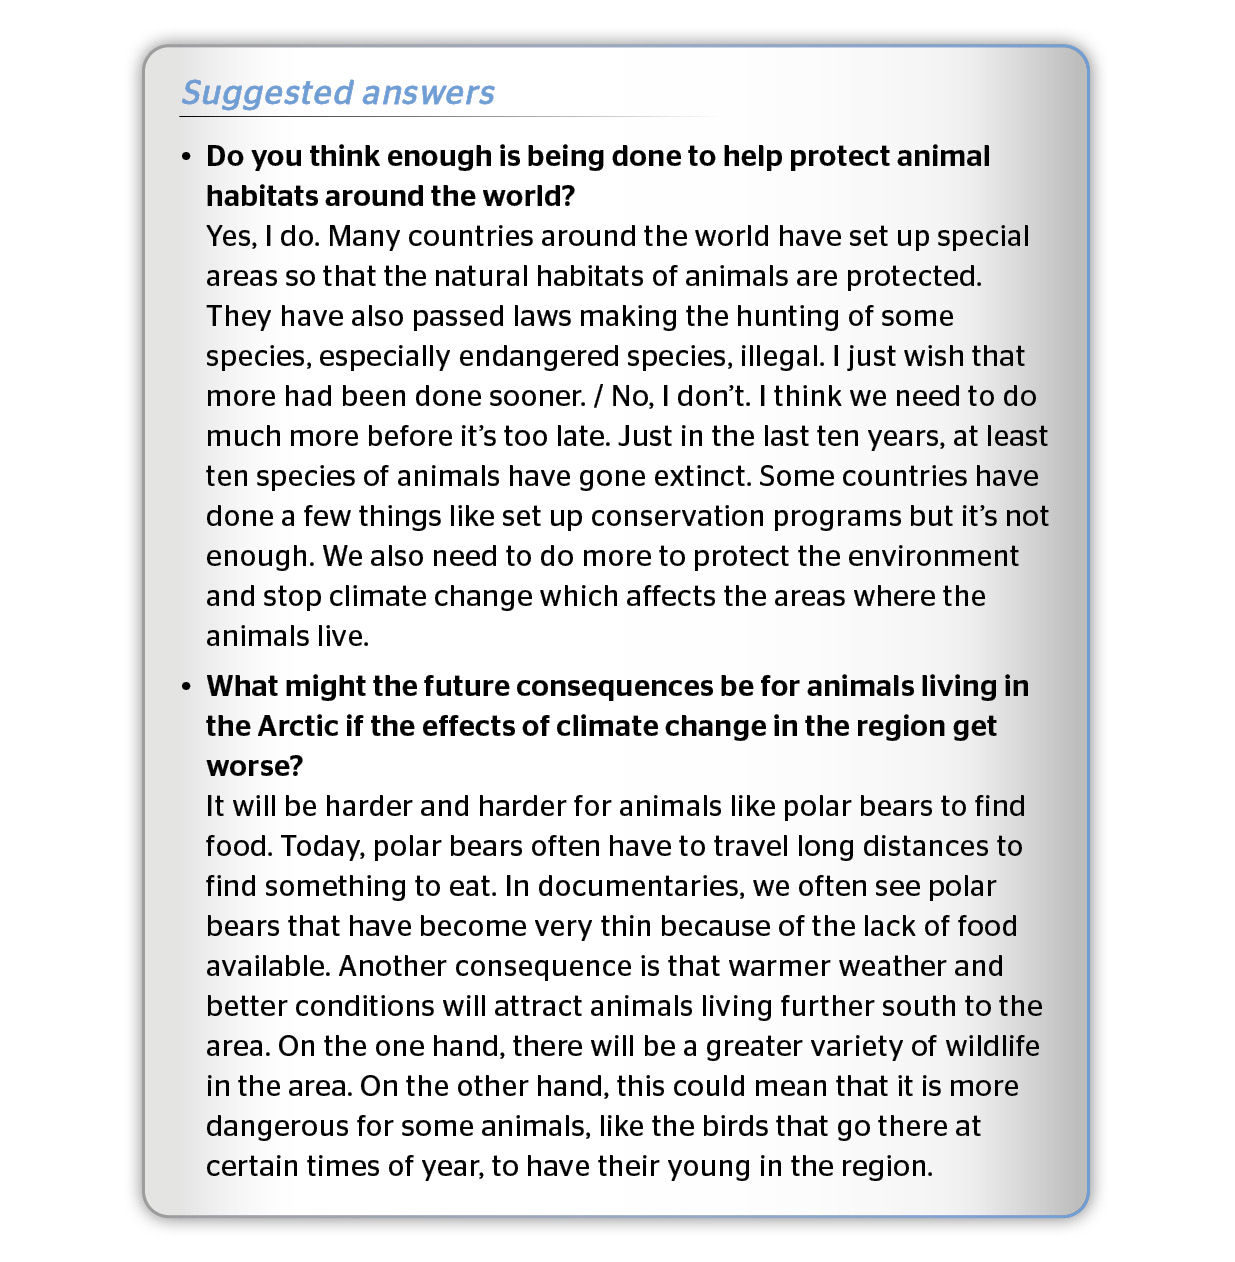 Suggested answers
• Do you think enough is being done to help protect animal
habitats around the world?
Yes, I do. Many countries around the world have set up special
areas so that the natural habitats of animals are protected.
They have also passed laws making the hunting of some
species, especially endangered species, illegal. I just wish that
more had been done sooner. / No, I don’t. I think we need to do
much more before it’s too late. Just in the last ten years, at least
ten species of animals have gone extinct. Some countries have
done a few things like set up conservation programs but it’s not
enough. We also need to do more to protect the environment
and stop climate change which affects the areas where the
animals live.
• What might the future consequences be for animals living in
the Arctic if the effects of climate change in the region get
worse?
It will be harder and harder for animals like polar bears to find
food. Today, polar bears often have to travel long distances to
find something to eat. In documentaries, we often see polar
bears that have become very thin because of the lack of food
available. Another consequence is that warmer weather and
better conditions will attract animals living further south to the
area. On the one hand, there will be a greater variety of wildlife
in the area. On the other hand, this could mean that it is more
dangerous for some animals, like the birds that go there at
certain times of year, to have their young in the region.